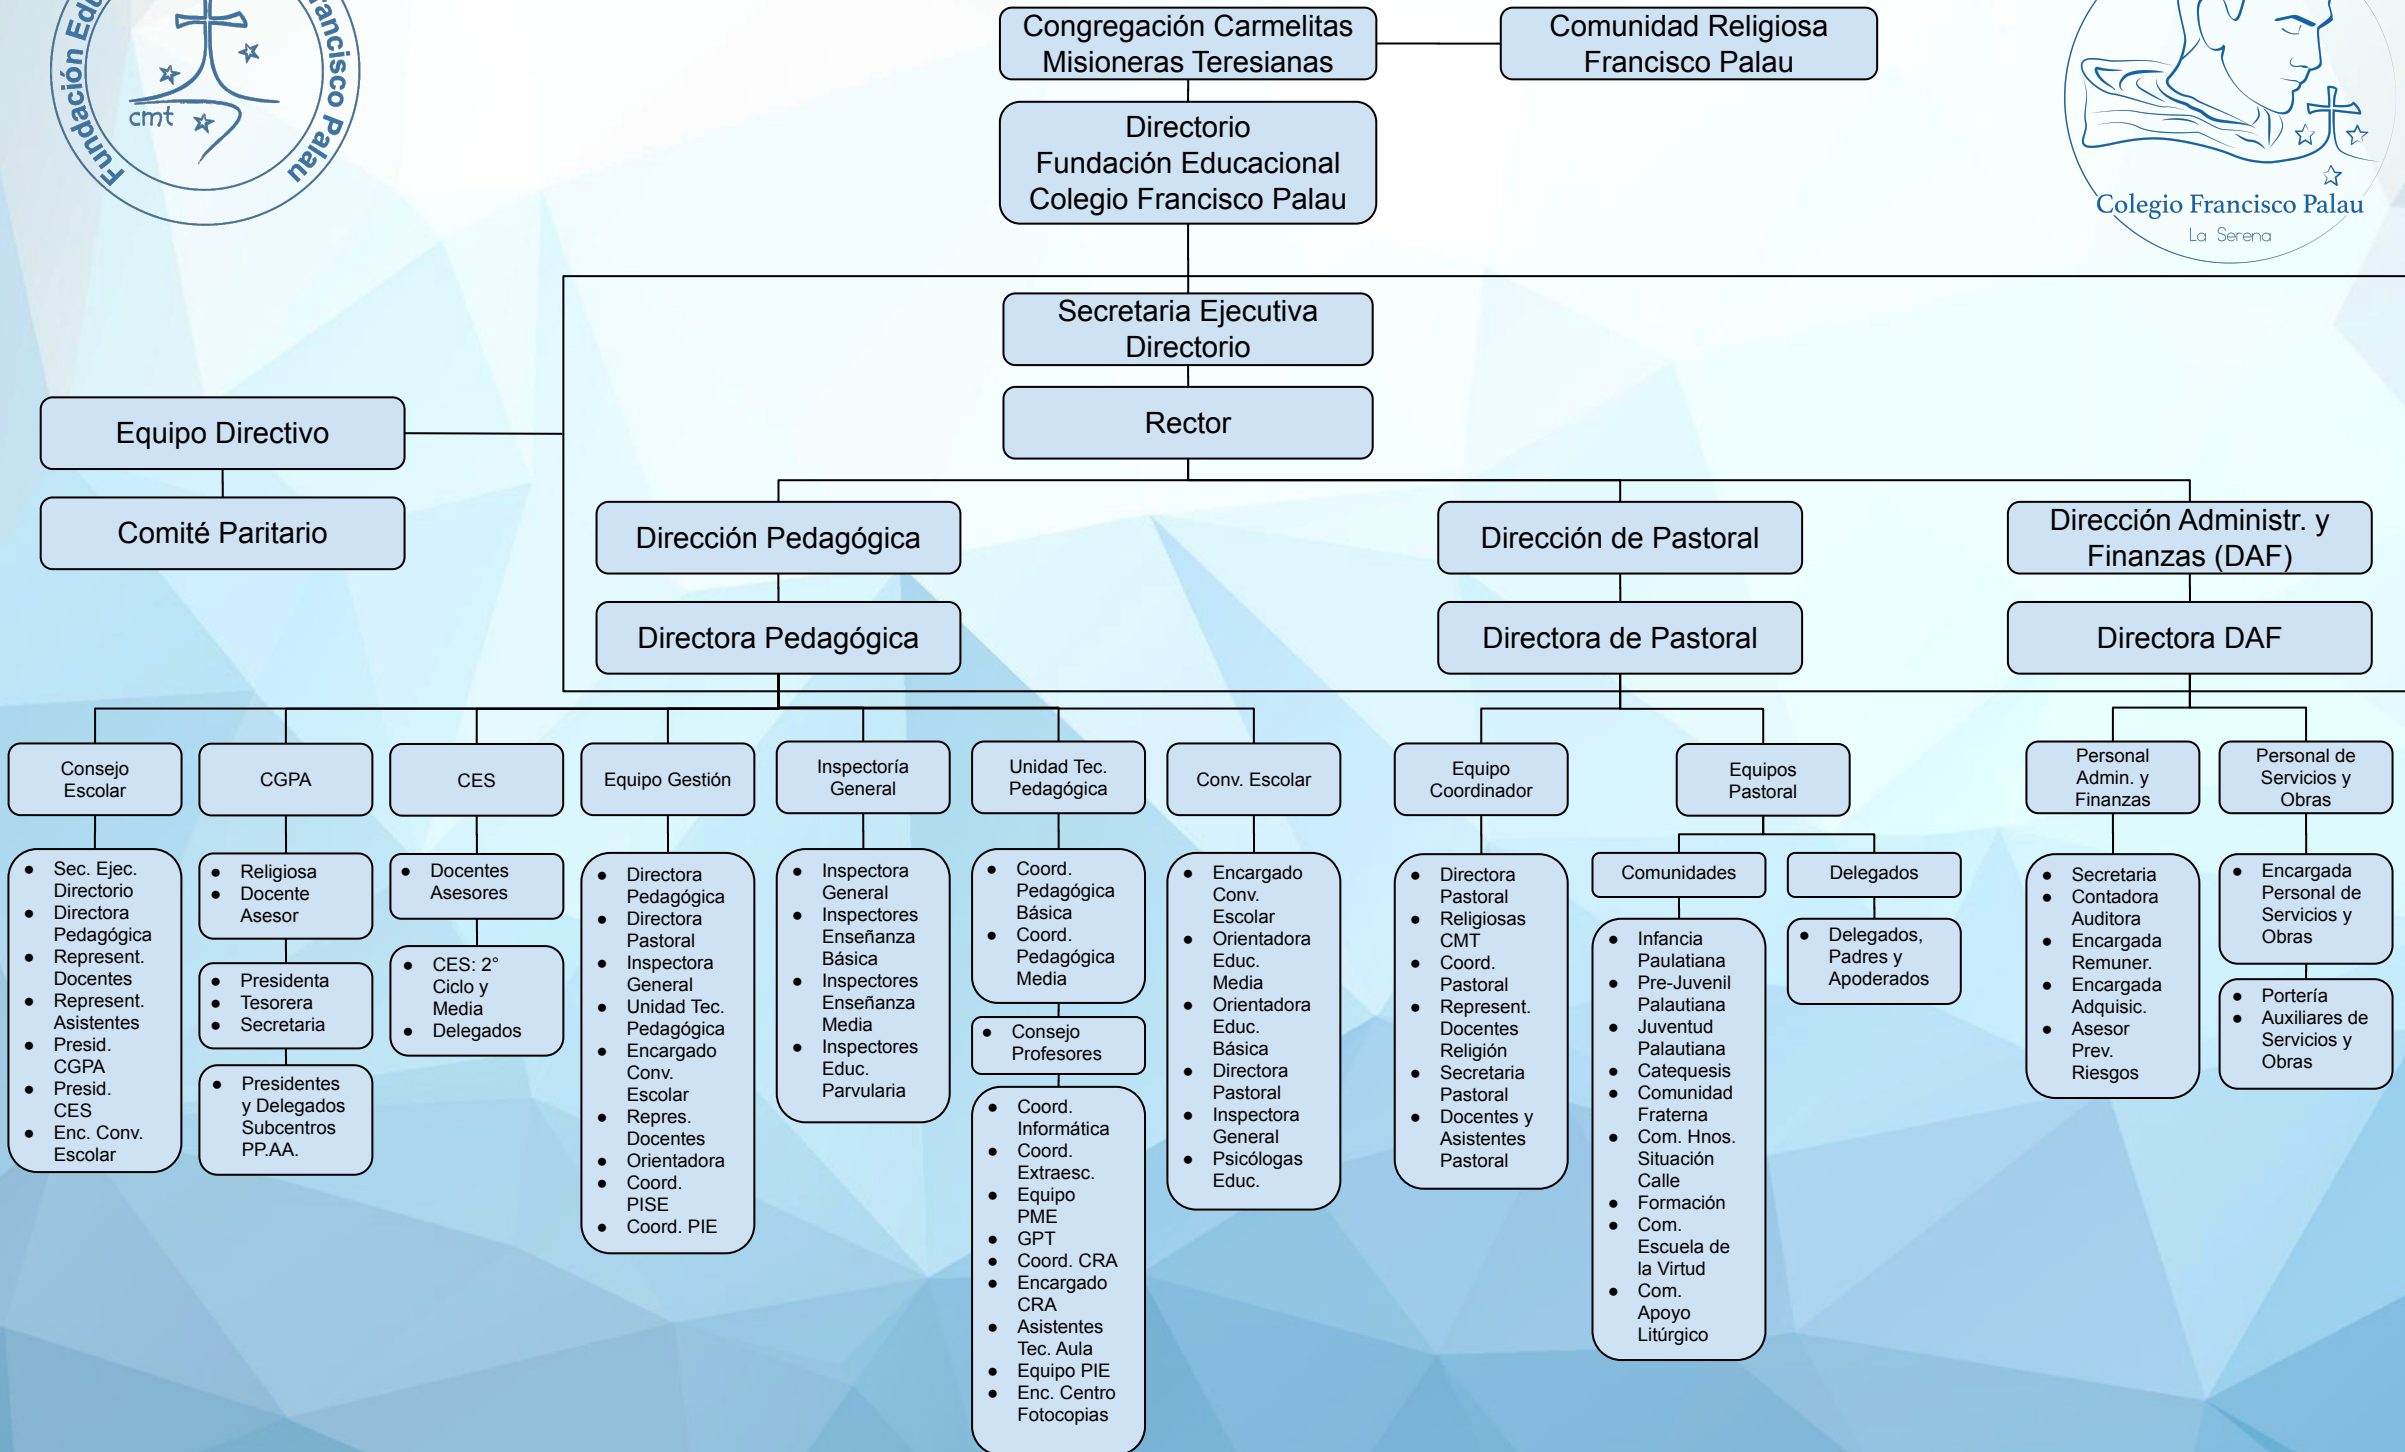 Fundación Edu
rancisco Palau
cmt
Congregación Carmelitas
Misioneras Teresianas
Comunidad Religiosa
Francisco Palau
Colegio Francisco Palau
La Serena
Directorio
Fundación Educacional
Colegio Francisco Palau
Secretaria Ejecutiva
Directorio
Rector
Equipo Directivo
Comité Paritario
Dirección Pedagógica
Dirección de Pastoral
Dirección Administr. y
Finanzas (DAF)
Directora Pedagógica
Directora de Pastoral
Directora DAF
Consejo
Escolar
● Sec. Ejec.
Directorio
● Directora
Pedagógica
● Represent.
Docentes
● Represent.
Asistentes
● Presid.
CGPA
● Presid.
CES
● Enc. Conv.
Escolar
CGPA
● Religiosa
● Docente
Asesor
● Presidenta
● Tesorera
● Secretaria
● Presidentes
y Delegados
Subcentros
PP.AA.
CES
● Docentes
Asesores
● CES: 2°
Ciclo y
Media
● Delegados
Equipo Gestión
● Directora
Pedagógica
● Directora
Pastoral
● Inspectora
General
● Unidad Tec.
Pedagógica
● Encargado
Conv.
Escolar
● Repres.
Docentes
● Orientadora
● Coord.
PISE
● Coord. PIE
Inspectoría
General
● Inspectora
General
● Inspectores
Enseñanza
Básica
● Inspectores
Enseñanza
Media
● Inspectores
Educ.
Parvularia
Unidad Tec.
Pedagógica
● Coord.
Pedagógica
Básica
● Coord.
Pedagógica
Media
● Consejo
Profesores
● Coord.
Informática
● Coord.
Extraesc.
● Equipo
PME
● GPT
● Coord. CRA
● Encargado
CRA
● Asistentes
Tec. Aula
● Equipo PIE
● Enc. Centro
Fotocopias
Conv. Escolar
● Encargado
Conv.
Escolar
● Orientadora
Educ.
Media
● Orientadora
Educ.
Básica
● Directora
Pastoral
● Inspectora
General
● Psicólogas
Educ.
Equipo
Coordinador
● Directora
Pastoral
● Religiosas
CMT
● Coord.
Pastoral
● Represent.
Docentes
Religión
● Secretaria
Pastoral
● Docentes y
Asistentes
Pastoral
Equipos
Pastoral
Comunidades
● Infancia
Paulatiana
● Pre-Juvenil
Palautiana
● Juventud
Palautiana
● Catequesis
● Comunidad
Fraterna
● Com. Hnos.
Situación
Calle
● Formación
● Com.
Escuela de
la Virtud
● Com.
Apoyo
Litúrgico
Delegados
● Delegados,
Padres y
Apoderados
Personal
Admin. y
Finanzas
● Secretaria
● Contadora
Auditora
● Encargada
Remuner.
● Encargada
Adquisic.
● Asesor
Prev.
Riesgos
Personal de
Servicios y
Obras
● Encargada
Personal de
Servicios y
Obras
● Portería
● Auxiliares de
Servicios y
Obras